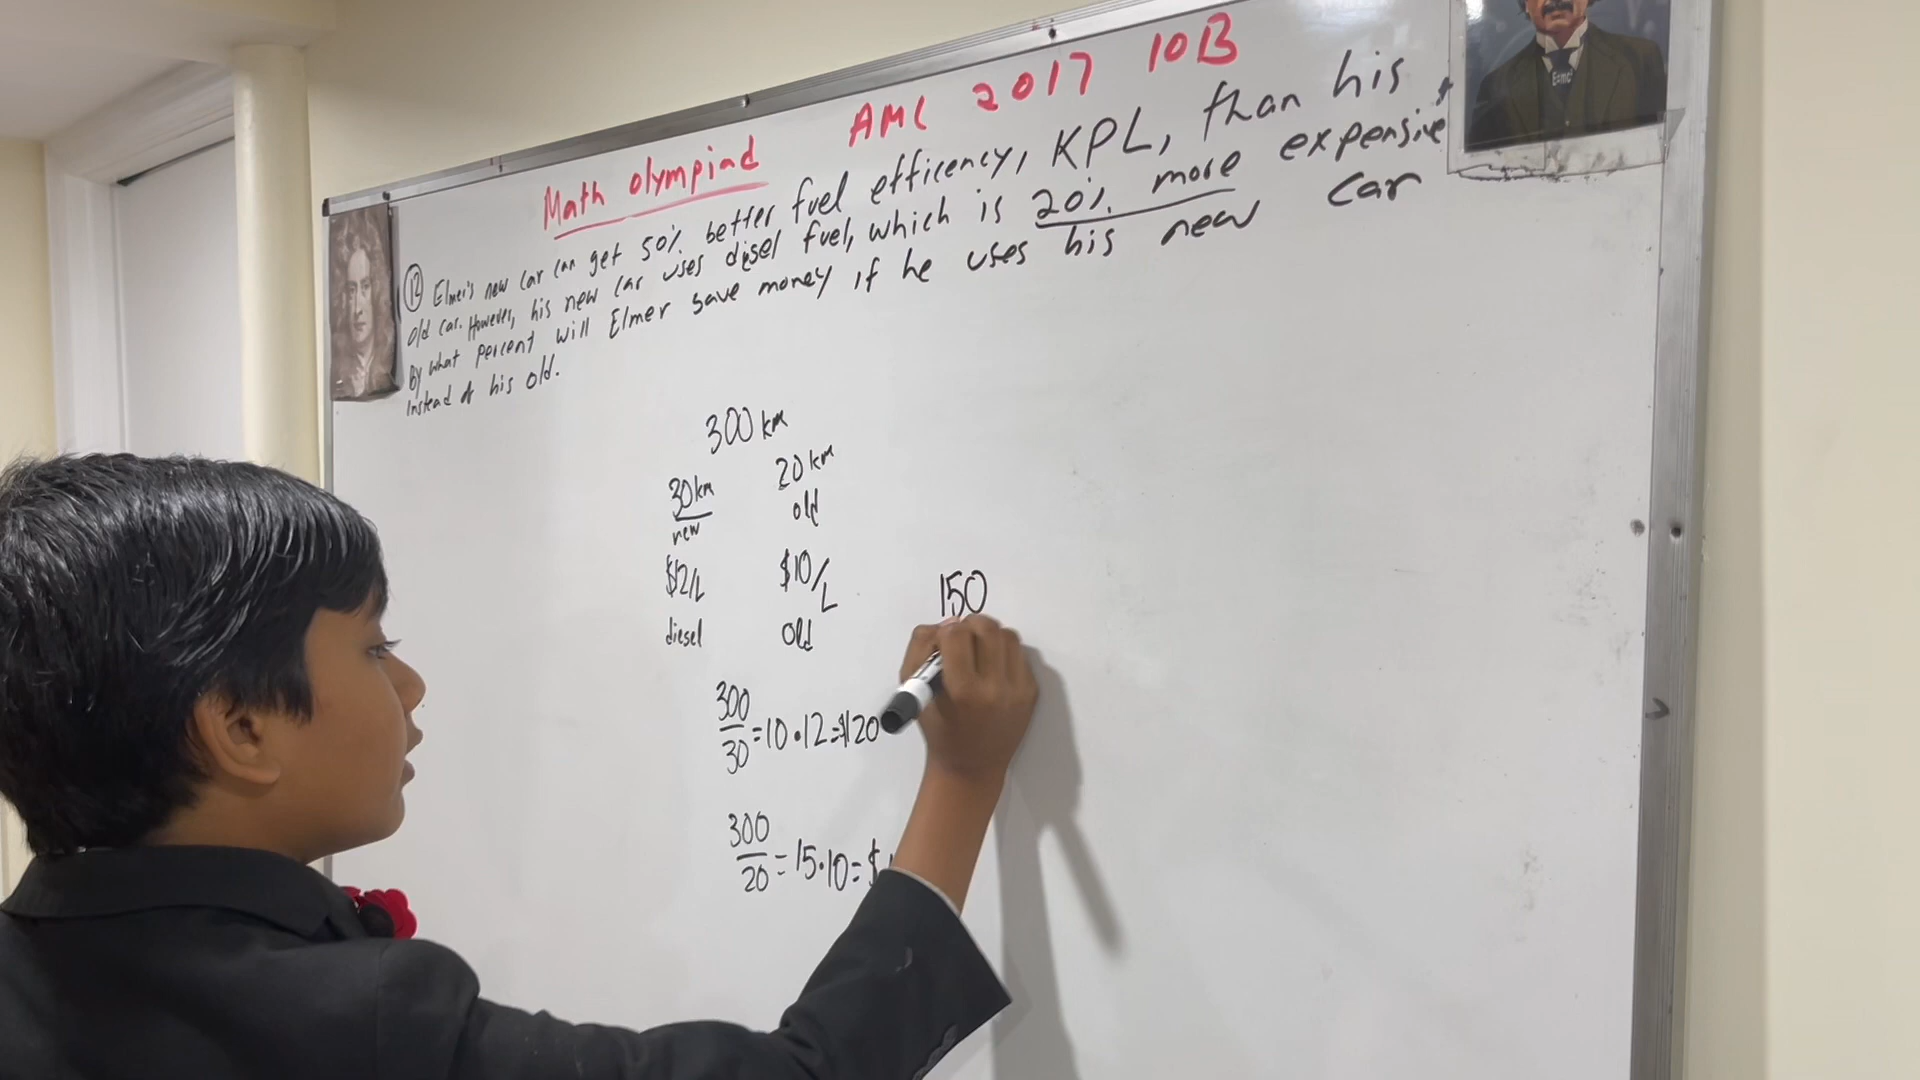 Math Olympiad AMC 2017 10B
(12) Elmer's new car can get 50% better fuel efficency, KPL, than his
old car. However, his new car uses diesel fuel, which is 20% more expensive
By what percent will Elmer save money if he uses his new car
instead of his old.
300 km
30km 20 km
new old
$12/L $10/L
diesel old
150
300/30 = 10 • 12 = $120
300/20 = 15 • 10 = $
E=mc²